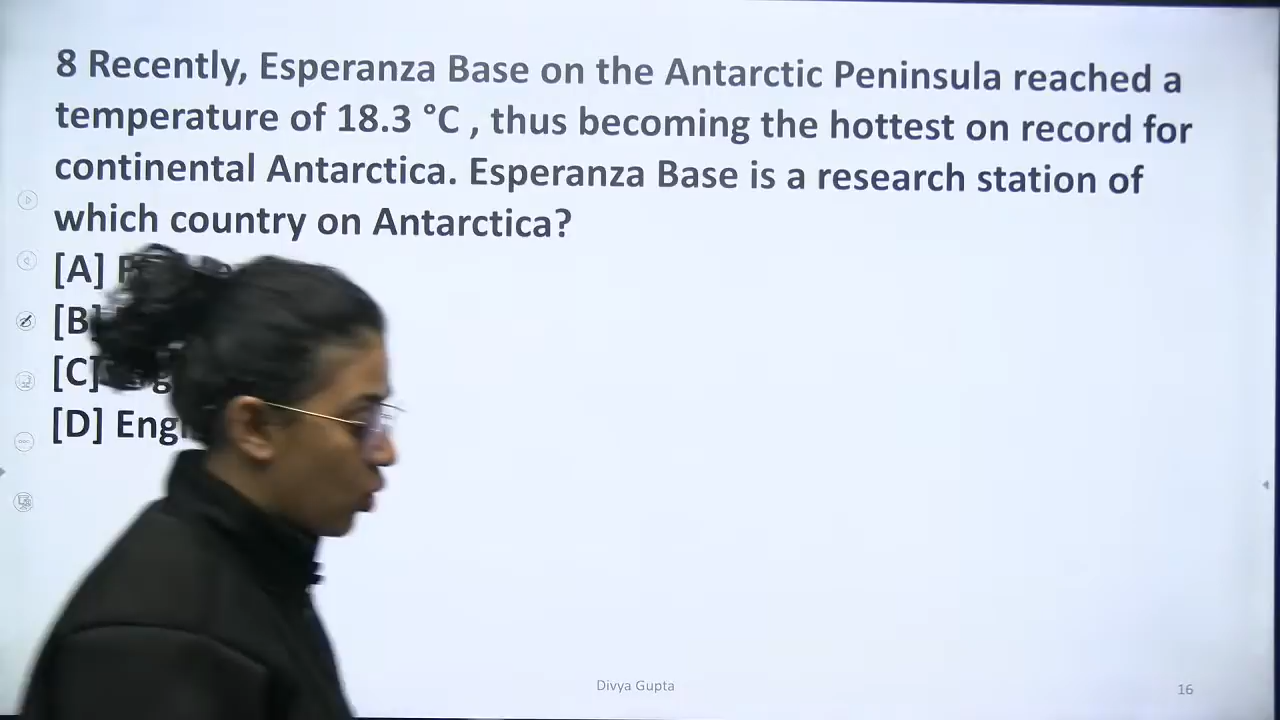 8 Recently, Esperanza Base on the Antarctic Peninsula reached a
temperature of 18.3 °C , thus becoming the hottest on record for
continental Antarctica. Esperanza Base is a research station of
which country on Antarctica?
[A]
[B]
[C]
[D]
Divya Gupta
16